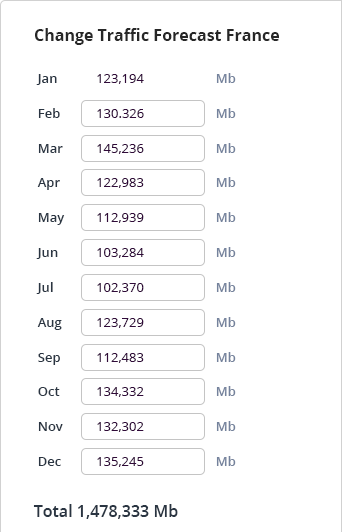 Change Traffic Forecast France
Jan 123,194 Mb
Feb 130.326 Mb
Mar 145,236 Mb
Apr 122,983 Mb
May 112,939 Mb
Jun 103,284 Mb
Jul 102,370 Mb
Aug 123,729 Mb
Sep 112,483 Mb
Oct 134,332 Mb
Nov 132,302 Mb
Dec 135,245 Mb
Total 1,478,333 Mb